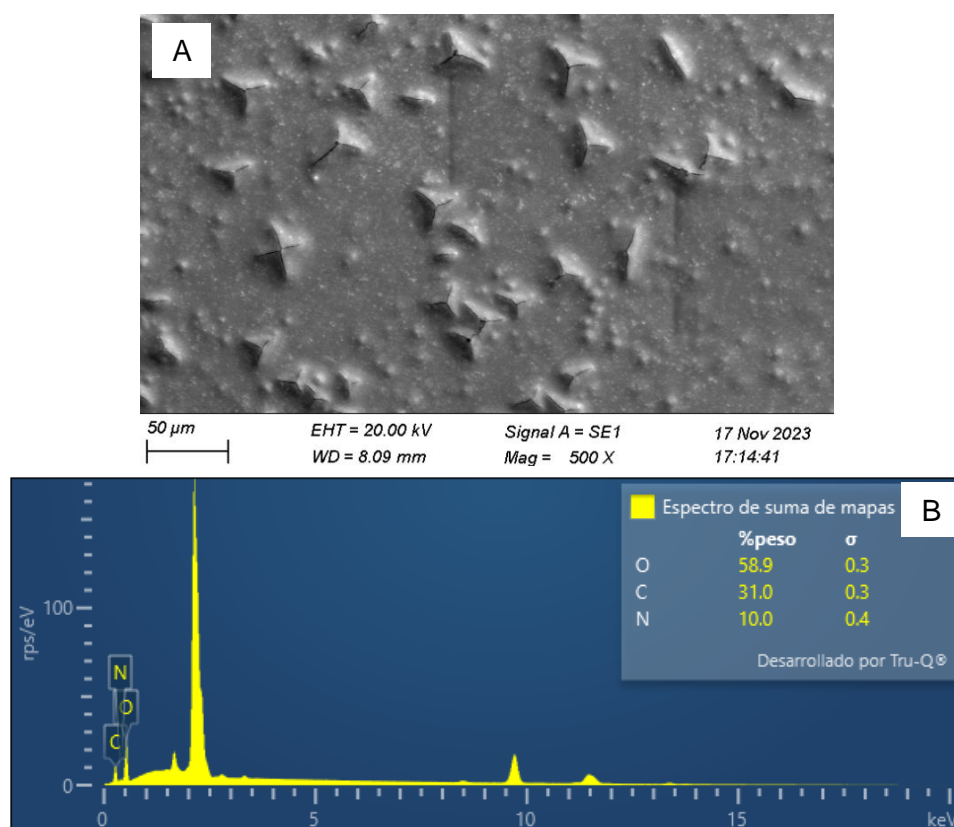 A
50 µm
EHT = 20.00 kV
Signal A = SE1
17 Nov 2023
WD = 8.09 mm
Mag = 500 X
17:14:41
B
Espectro de suma de mapas
%peso σ
O 58.9 0.3
C 31.0 0.3
N 10.0 0.4
Desarrollado por Tru-Q®
rps/eV
100
0
N
O
C
0 5 10 15 keV